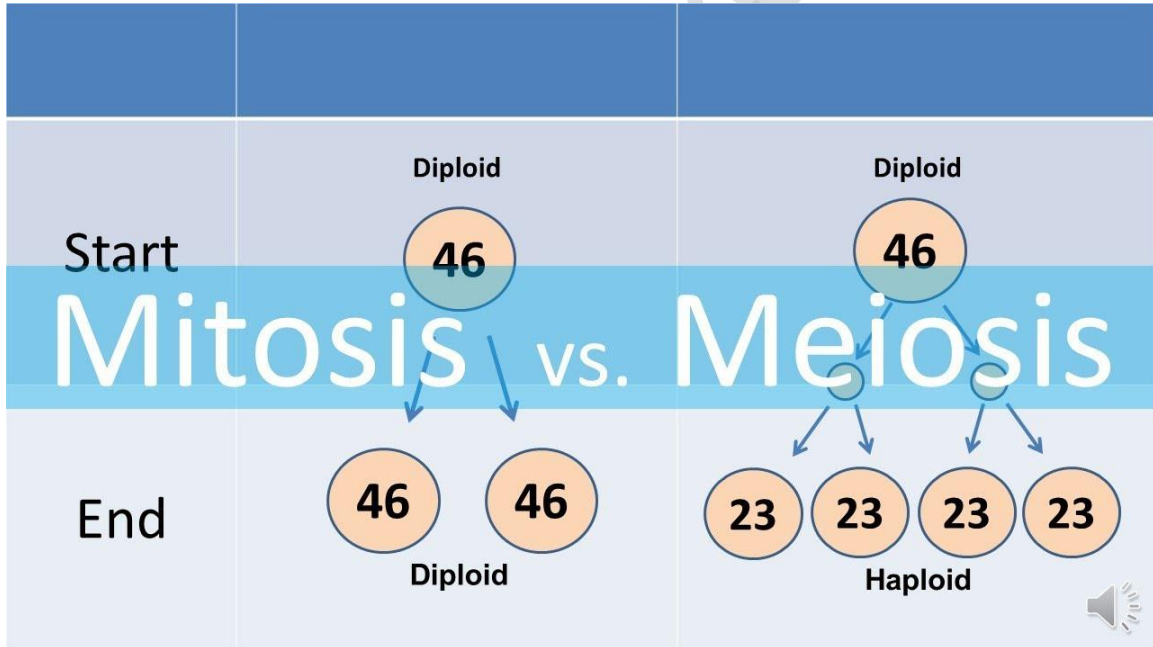 Diploid Diploid
Start 46 46
Mitosis vs. Meiosis
End 46 46 23 23 23 23
Diploid Haploid